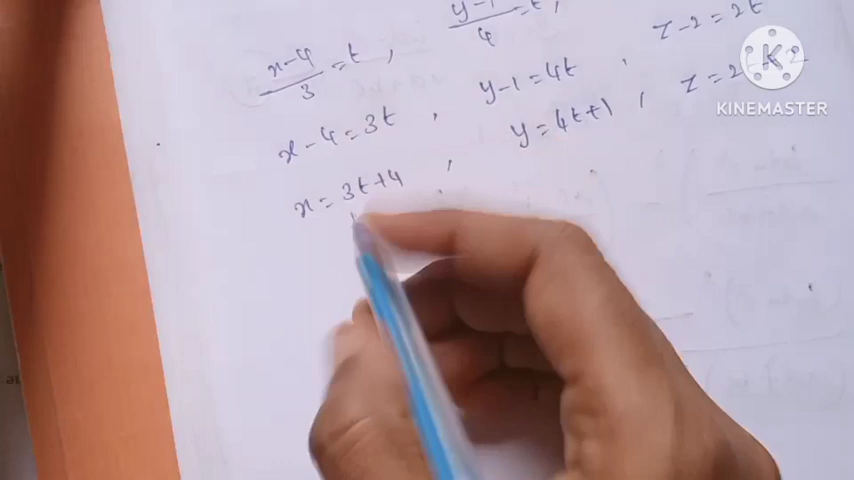 x-4/3 = t , y-1/4 = t,
z-2=2t
x-4=3t , y-1=4t ,
x=3t+4 , y=4t+1 , z=2t+2
KINEMASTER